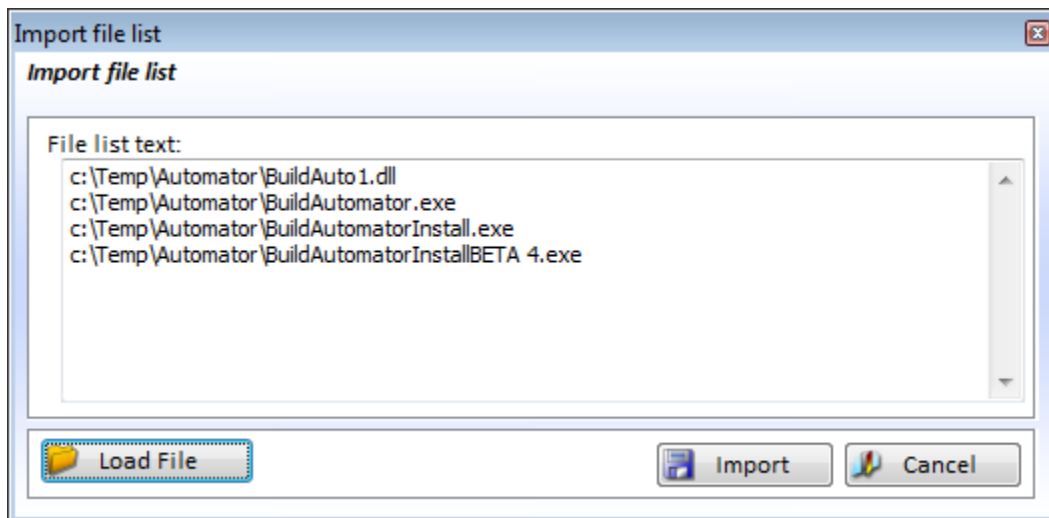 Import file list
Import file list
File list text:
c:\Temp\Automator\BuildAuto1.dll
c:\Temp\Automator\BuildAutomator.exe
c:\Temp\Automator\BuildAutomatorInstall.exe
c:\Temp\Automator\BuildAutomatorInstallBETA 4.exe
Load File
Import
Cancel